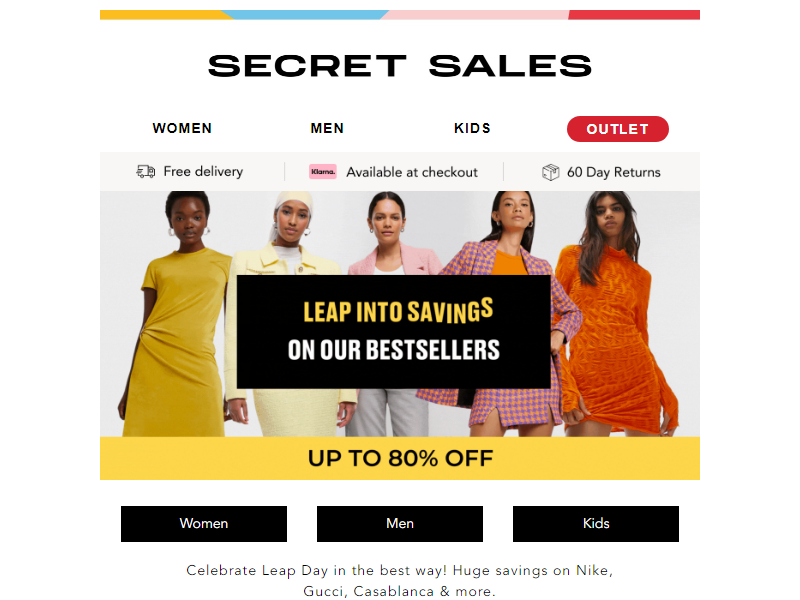 SECRET SALES
WOMEN MEN KIDS OUTLET
Free delivery Klarna. Available at checkout 60 Day Returns
LEAP INTO SAVINGS
ON OUR BESTSELLERS
UP TO 80% OFF
Women Men Kids
Celebrate Leap Day in the best way! Huge savings on Nike,
Gucci, Casablanca & more.